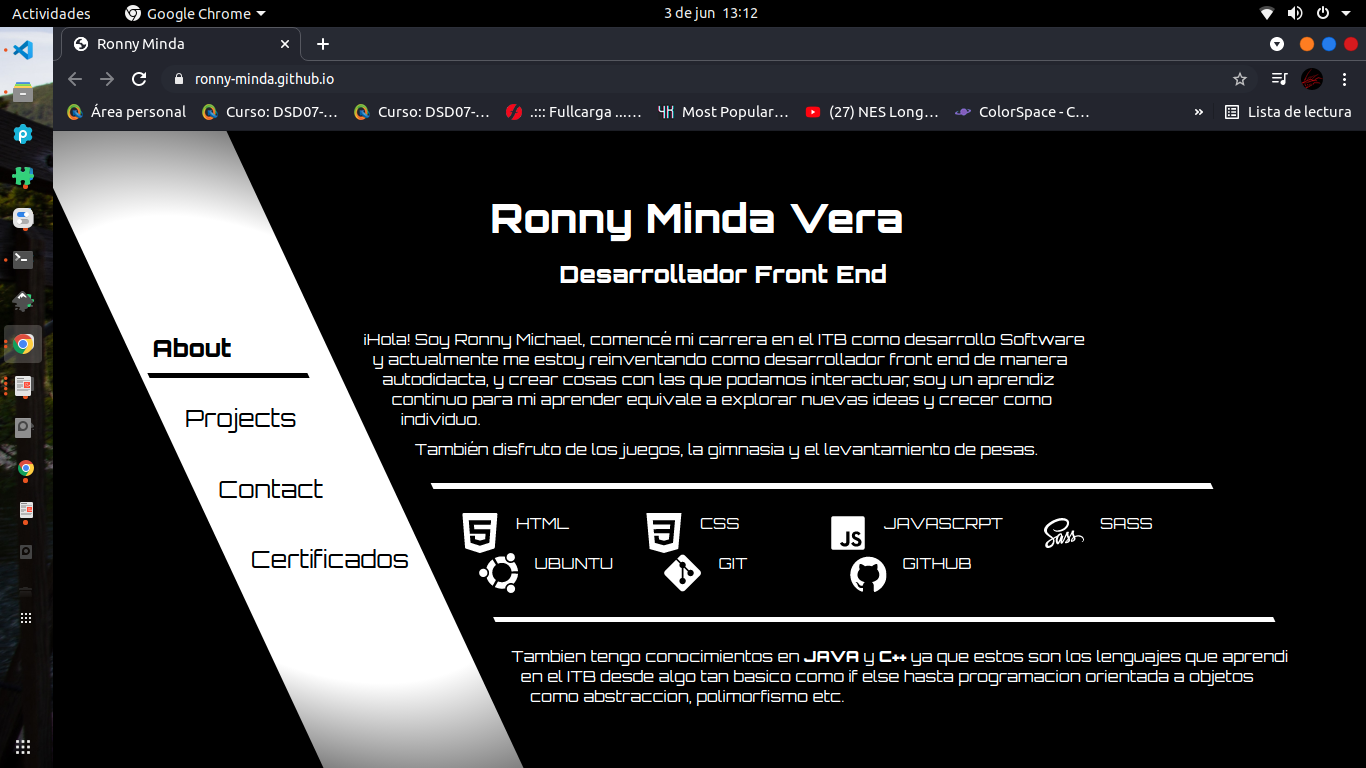 Actividades Google Chrome 3 de jun 13:12
Ronny Minda
ronny-minda.github.io
Área personal Curso: DSD07-… Curso: DSD07-… .::: Fullcarga ...… Most Popular… (27) NES Long… ColorSpace - C… » Lista de lectura
Ronny Minda Vera
Desarrollador Front End
About
Projects
Contact
Certificados
¡Hola! Soy Ronny Michael, comencé mi carrera en el ITB como desarrollo Software
y actualmente me estoy reinventando como desarrollador front end de manera
autodidacta, y crear cosas con las que podamos interactuar, soy un aprendiz
continuo para mi aprender equivale a explorar nuevas ideas y crecer como
individuo.
También disfruto de los juegos, la gimnasia y el levantamiento de pesas.
5 HTML 3 CSS JS JAVASCRPT Sass SASS
UBUNTU GIT GITHUB
Tambien tengo conocimientos en JAVA y C++ ya que estos son los lenguajes que aprendi
en el ITB desde algo tan basico como if else hasta programacion orientada a objetos
como abstraccion, polimorfismo etc.